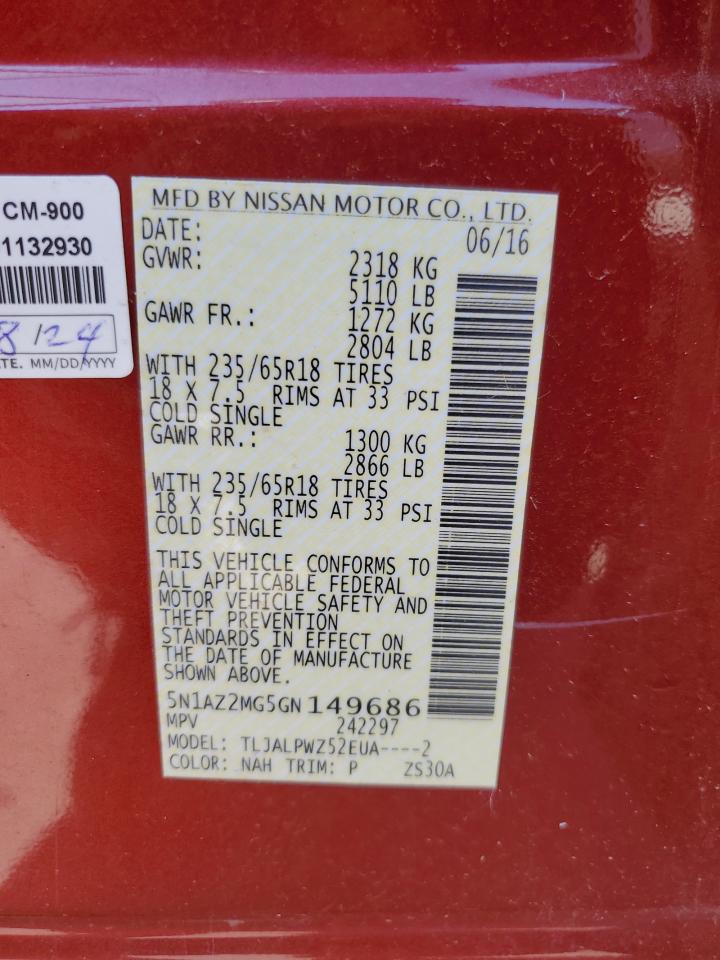 CM-900
1132930
8 124
TE. MM/DD/YYYY
MFD BY NISSAN MOTOR CO., LTD.
DATE: 06/16
GVWR: 2318 KG
5110 LB
GAWR FR.: 1272 KG
2804 LB
WITH 235/65R18 TIRES
18 X 7.5 RIMS AT 33 PSI
COLD SINGLE
GAWR RR.: 1300 KG
2866 LB
WITH 235/65R18 TIRES
18 X 7.5 RIMS AT 33 PSI
COLD SINGLE
THIS VEHICLE CONFORMS TO
ALL APPLICABLE FEDERAL
MOTOR VEHICLE SAFETY AND
THEFT PREVENTION
STANDARDS IN EFFECT ON
THE DATE OF MANUFACTURE
SHOWN ABOVE.
5N1AZ2MG5GN149686
MPV 242297
MODEL: TLJALPWZ52EUA----2
COLOR: NAH TRIM: P ZS30A